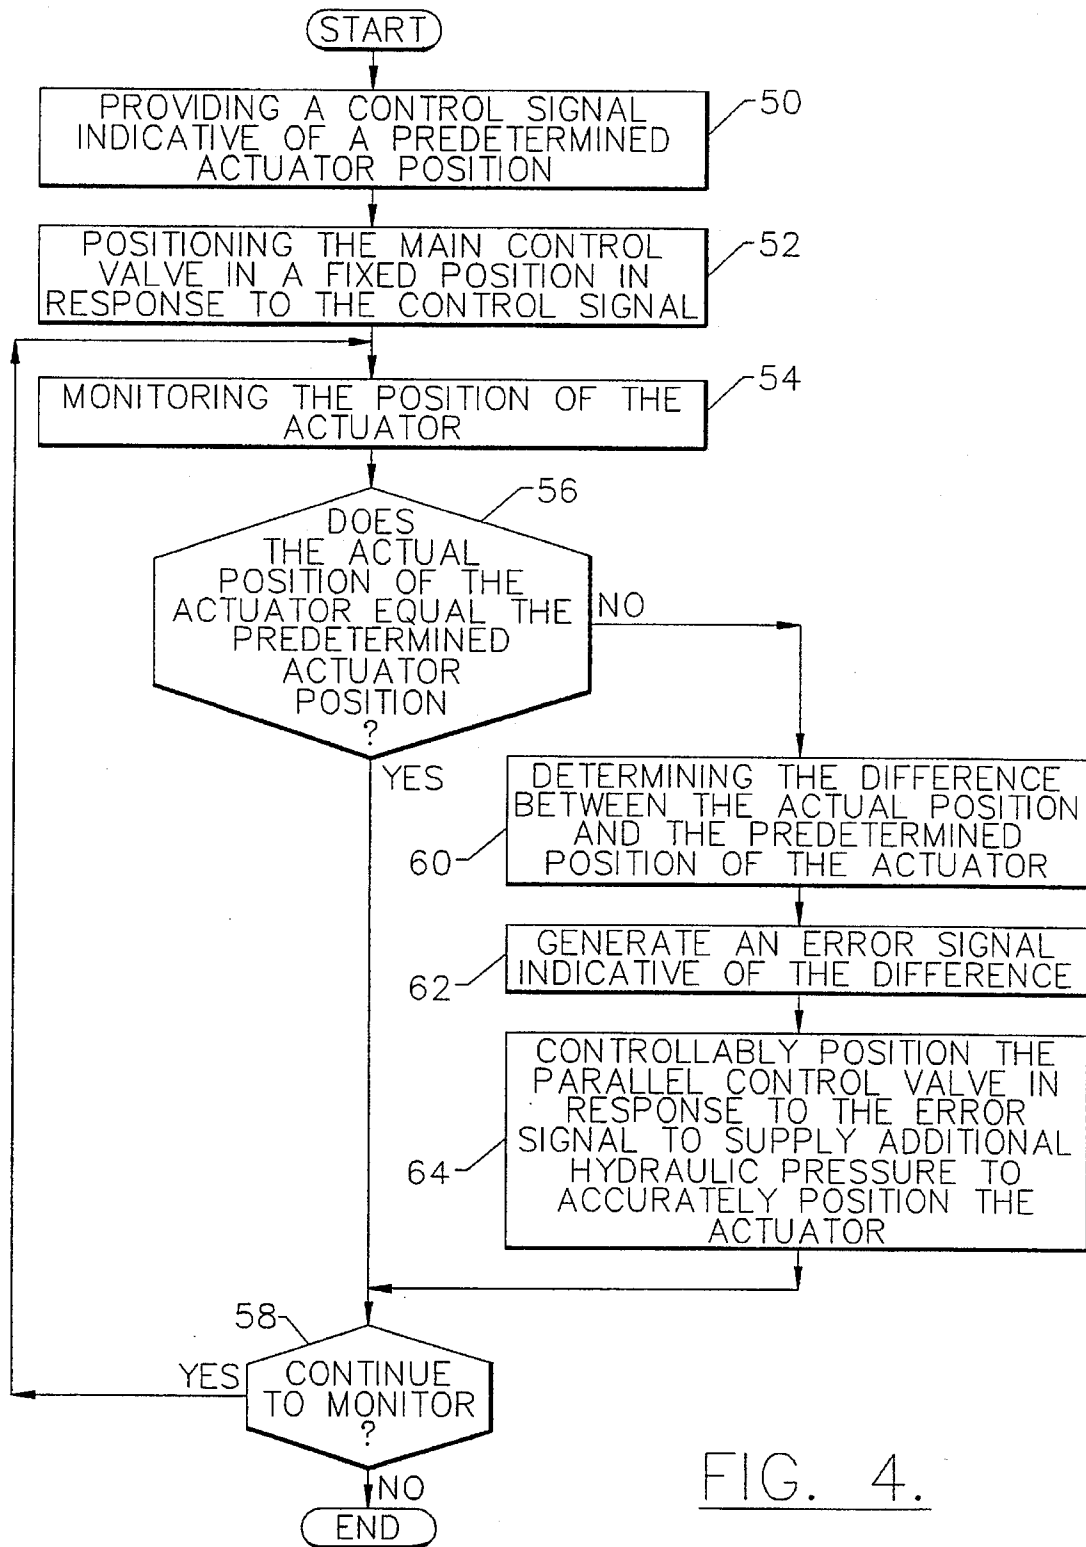 START
PROVIDING A CONTROL SIGNAL
INDICATIVE OF A PREDETERMINED
ACTUATOR POSITION
50
POSITIONING THE MAIN CONTROL
VALVE IN A FIXED POSITION IN
RESPONSE TO THE CONTROL SIGNAL
52
MONITORING THE POSITION OF THE
ACTUATOR
54
56
DOES
THE ACTUAL
POSITION OF THE
ACTUATOR EQUAL THE
PREDETERMINED
ACTUATOR
POSITION
?
NO
YES
DETERMINING THE DIFFERENCE
BETWEEN THE ACTUAL POSITION
AND THE PREDETERMINED
POSITION OF THE ACTUATOR
60
GENERATE AN ERROR SIGNAL
INDICATIVE OF THE DIFFERENCE
62
CONTROLLABLY POSITION THE
PARALLEL CONTROL VALVE IN
RESPONSE TO THE ERROR
SIGNAL TO SUPPLY ADDITIONAL
HYDRAULIC PRESSURE TO
ACCURATELY POSITION THE
ACTUATOR
64
58
YES
CONTINUE
TO MONITOR
?
NO
END
FIG. 4.